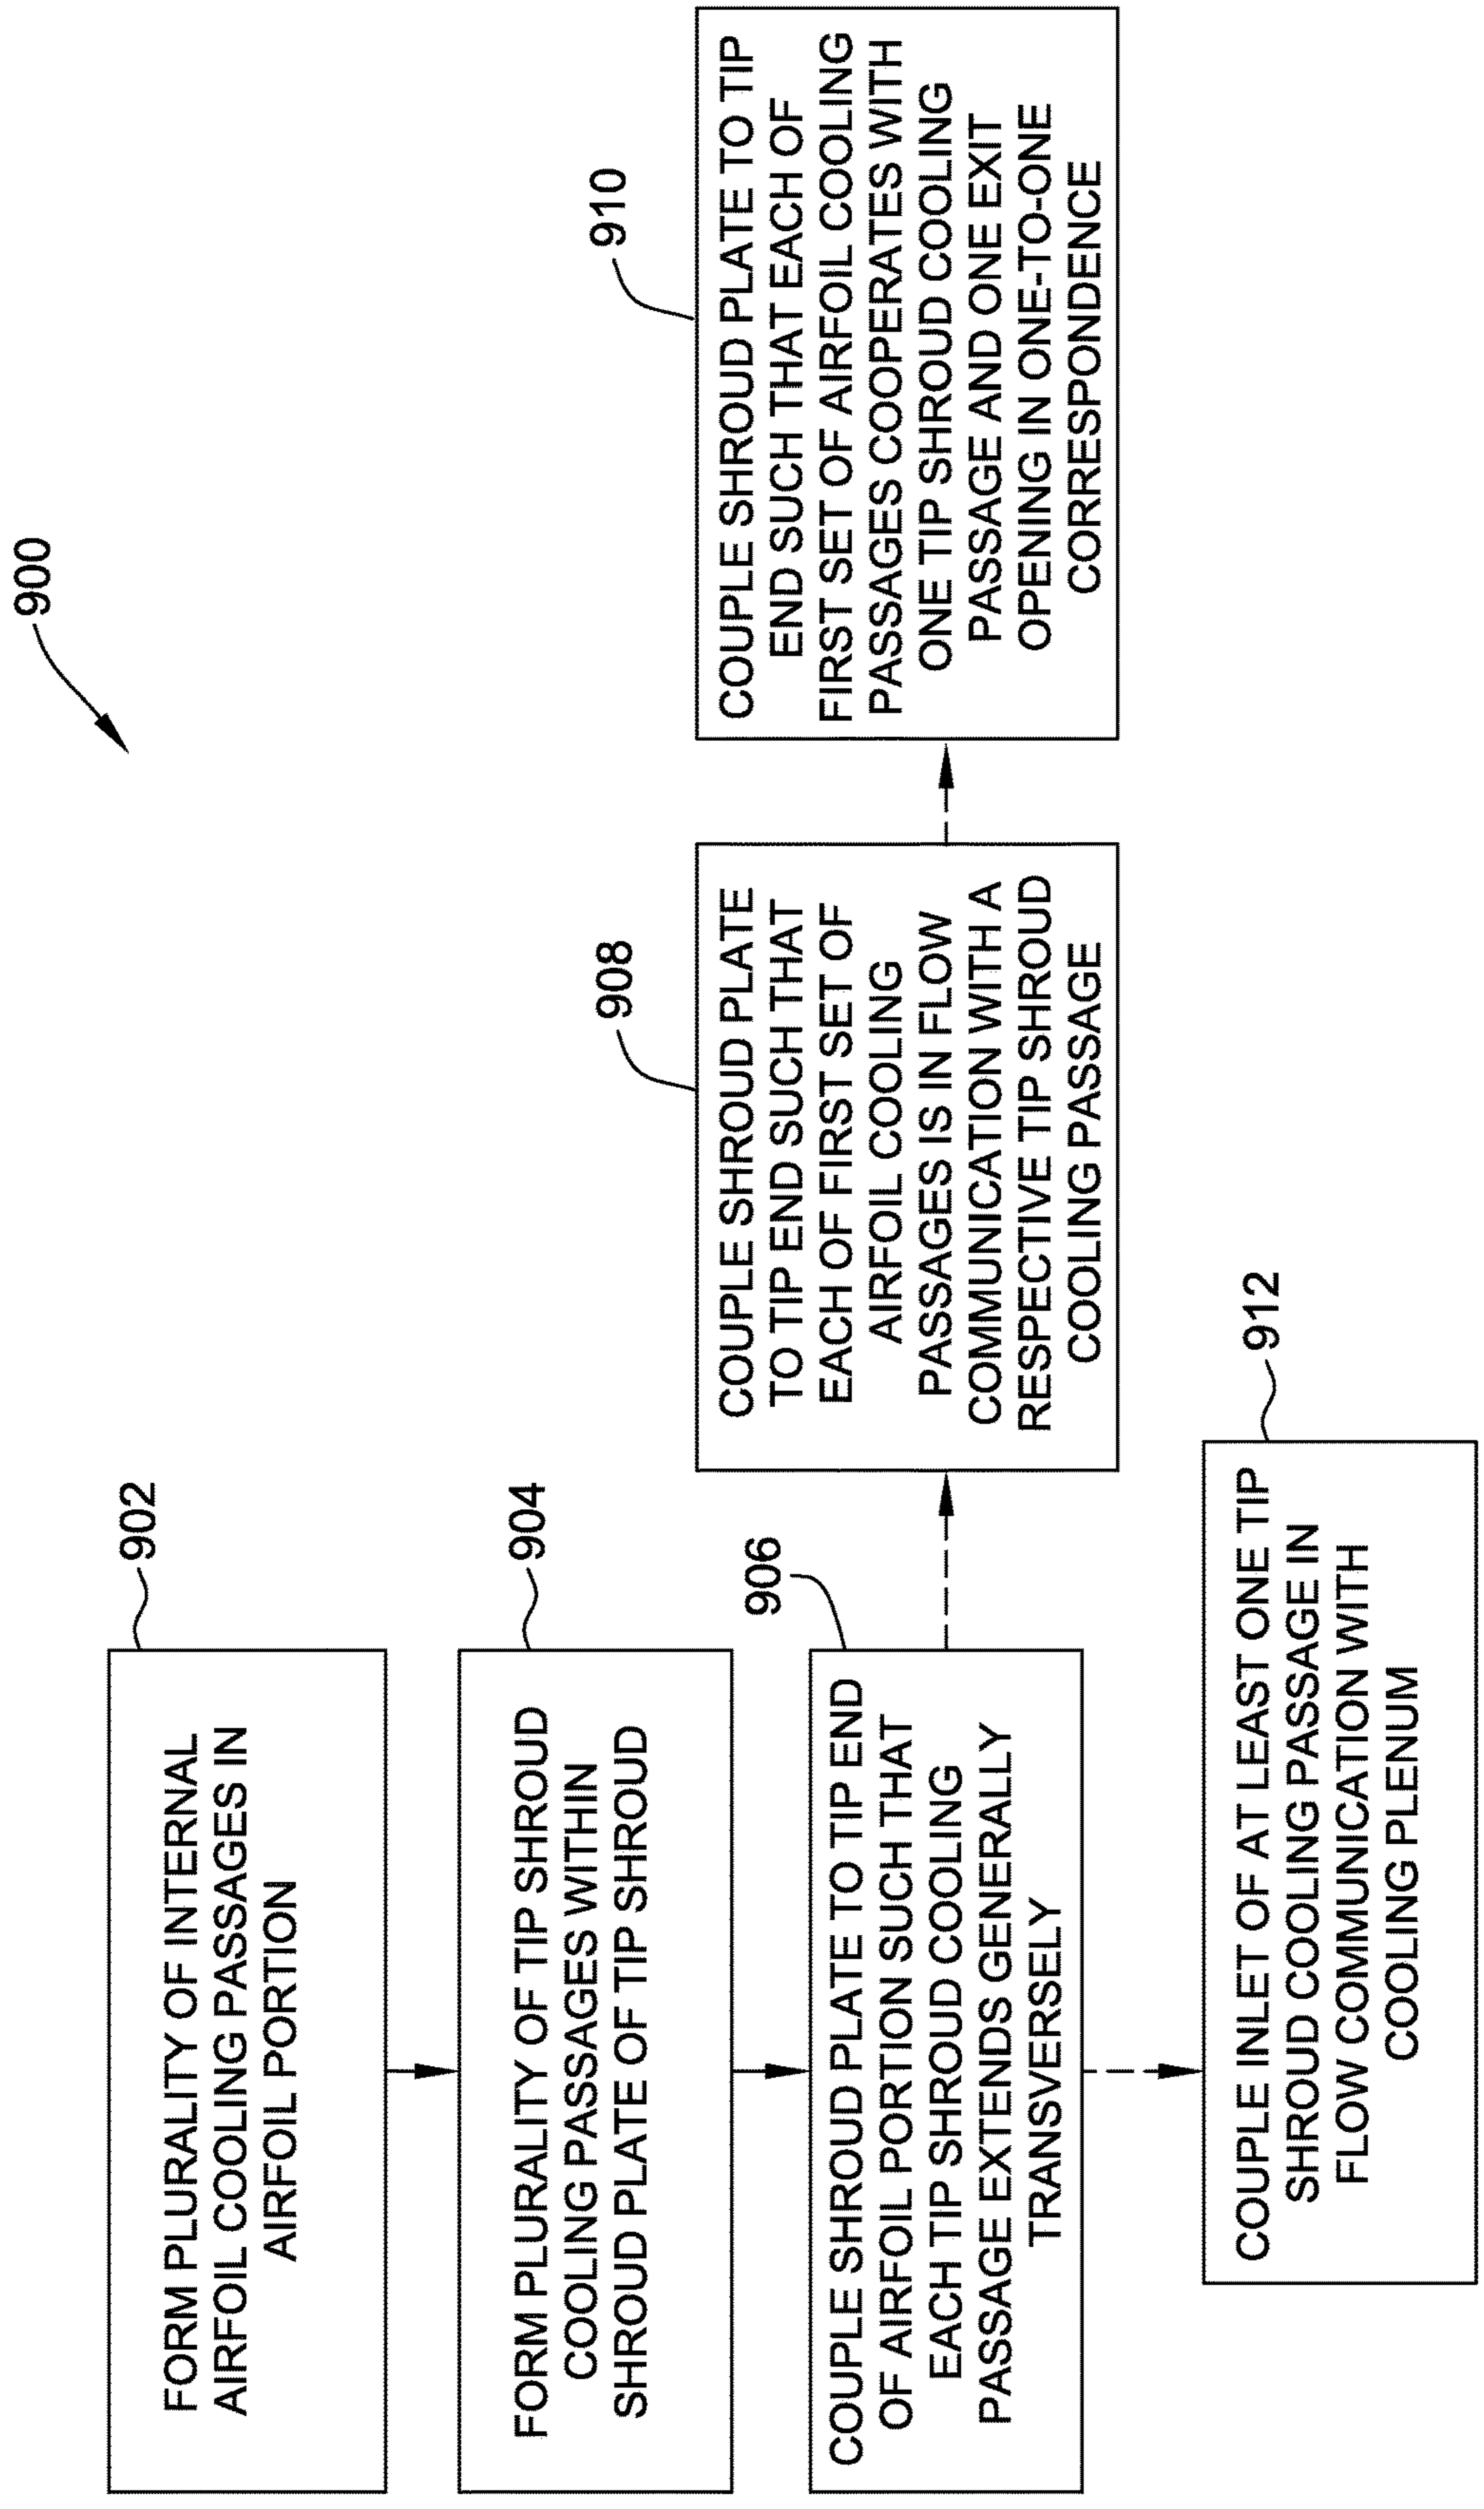 900
902
FORM PLURALITY OF INTERNAL
AIRFOIL COOLING PASSAGES IN
AIRFOIL PORTION
904
FORM PLURALITY OF TIP SHROUD
COOLING PASSAGES WITHIN
SHROUD PLATE OF TIP SHROUD
906
COUPLE SHROUD PLATE TO TIP END
OF AIRFOIL PORTION SUCH THAT
EACH TIP SHROUD COOLING
PASSAGE EXTENDS GENERALLY
TRANSVERSELY
908
COUPLE SHROUD PLATE
TO TIP END SUCH THAT
EACH OF FIRST SET OF
AIRFOIL COOLING
PASSAGES IS IN FLOW
COMMUNICATION WITH A
RESPECTIVE TIP SHROUD
COOLING PASSAGE
910
COUPLE SHROUD PLATE TO TIP
END SUCH THAT EACH OF
FIRST SET OF AIRFOIL COOLING
PASSAGES COOPERATES WITH
ONE TIP SHROUD COOLING
PASSAGE AND ONE EXIT
OPENING IN ONE-TO-ONE
CORRESPONDENCE
912
COUPLE INLET OF AT LEAST ONE TIP
SHROUD COOLING PASSAGE IN
FLOW COMMUNICATION WITH
COOLING PLENUM